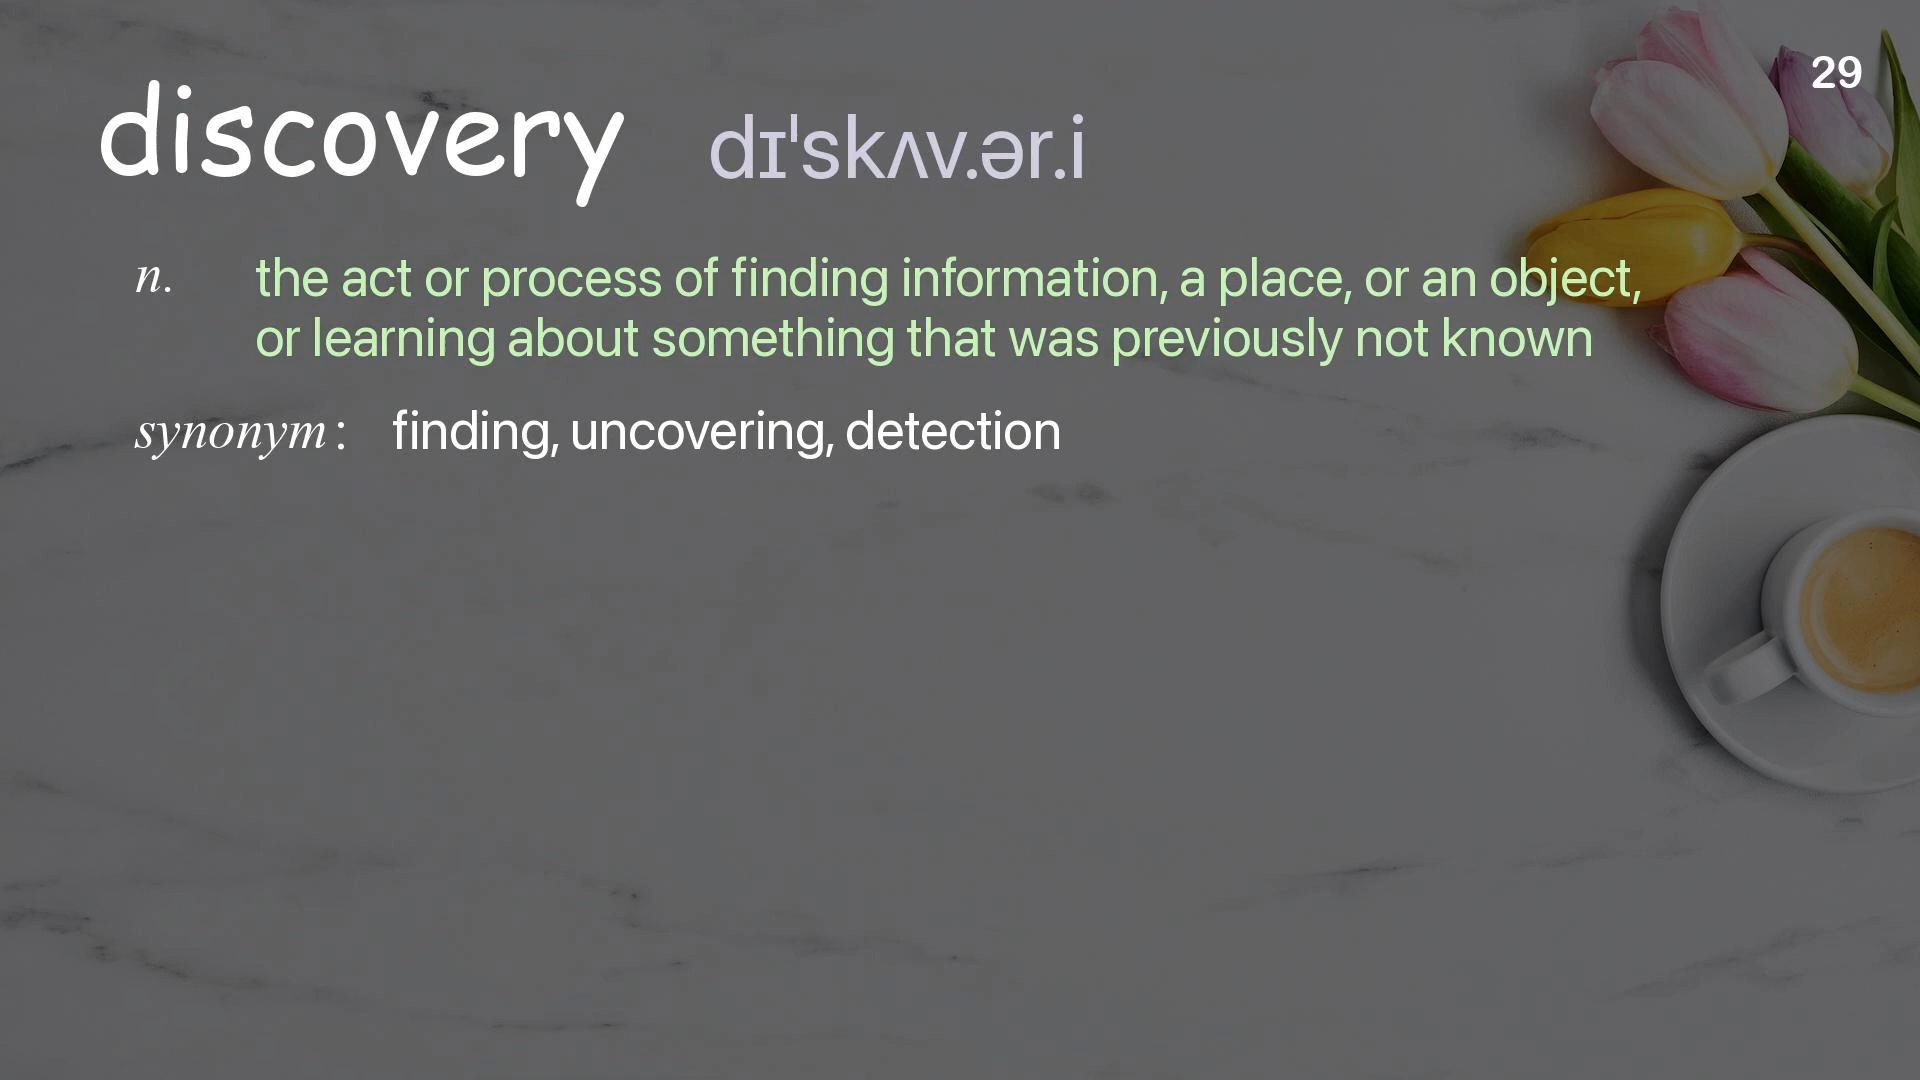 29
discovery dɪˈskʌv.ər.i
n. the act or process of finding information, a place, or an object,
or learning about something that was previously not known
synonym: finding, uncovering, detection